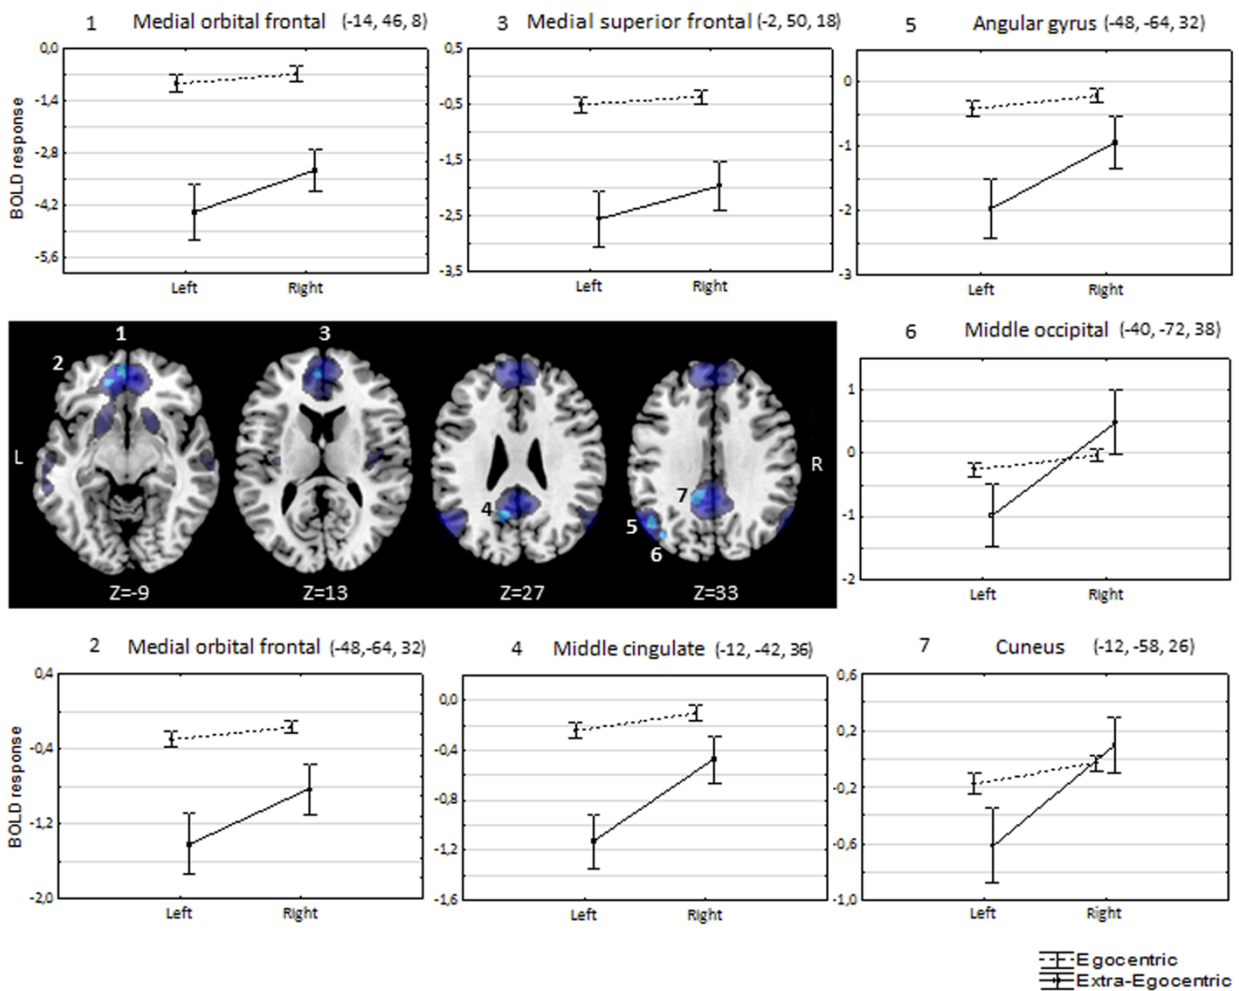 1 Medial orbital frontal (-14, 46, 8)
0,0
-1,4
-2,8
-4,2
-5,6
BOLD response
Left Right
3 Medial superior frontal (-2, 50, 18)
0,5
-0,5
-1,5
-2,5
-3,5
Left Right
5 Angular gyrus (-48, -64, 32)
0
-1
-2
-3
Left Right
1
2
3
4
7
5
6
L
R
Z=-9 Z=13 Z=27 Z=33
6 Middle occipital (-40, -72, 38)
1
0
-1
-2
Left Right
2 Medial orbital frontal (-48,-64, 32)
0,4
-0,4
-1,2
-2,0
BOLD response
Left Right
4 Middle cingulate (-12, -42, 36)
0,0
-0,4
-0,8
-1,2
-1,6
Left Right
7 Cuneus (-12, -58, 26)
0,6
0,2
-0,2
-0,6
-1,0
Left Right
Egocentric
Extra-Egocentric